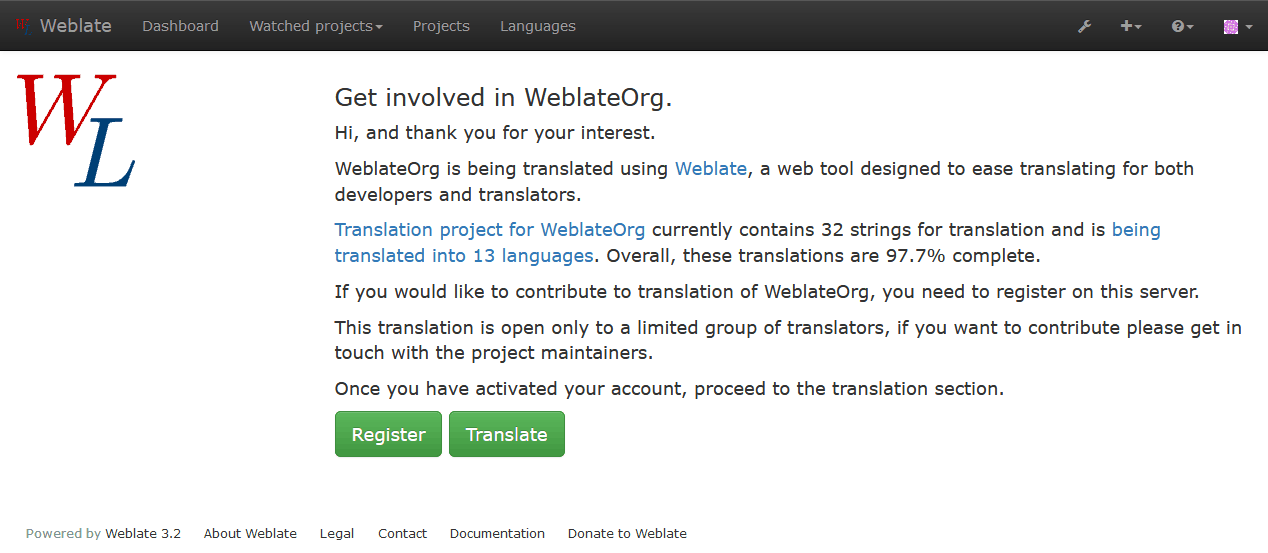 Weblate Dashboard Watched projects Projects Languages
WL
Get involved in WeblateOrg.
Hi, and thank you for your interest.
WeblateOrg is being translated using Weblate, a web tool designed to ease translating for both
developers and translators.
Translation project for WeblateOrg currently contains 32 strings for translation and is being
translated into 13 languages. Overall, these translations are 97.7% complete.
If you would like to contribute to translation of WeblateOrg, you need to register on this server.
This translation is open only to a limited group of translators, if you want to contribute please get in
touch with the project maintainers.
Once you have activated your account, proceed to the translation section.
Register Translate
Powered by Weblate 3.2 About Weblate Legal Contact Documentation Donate to Weblate